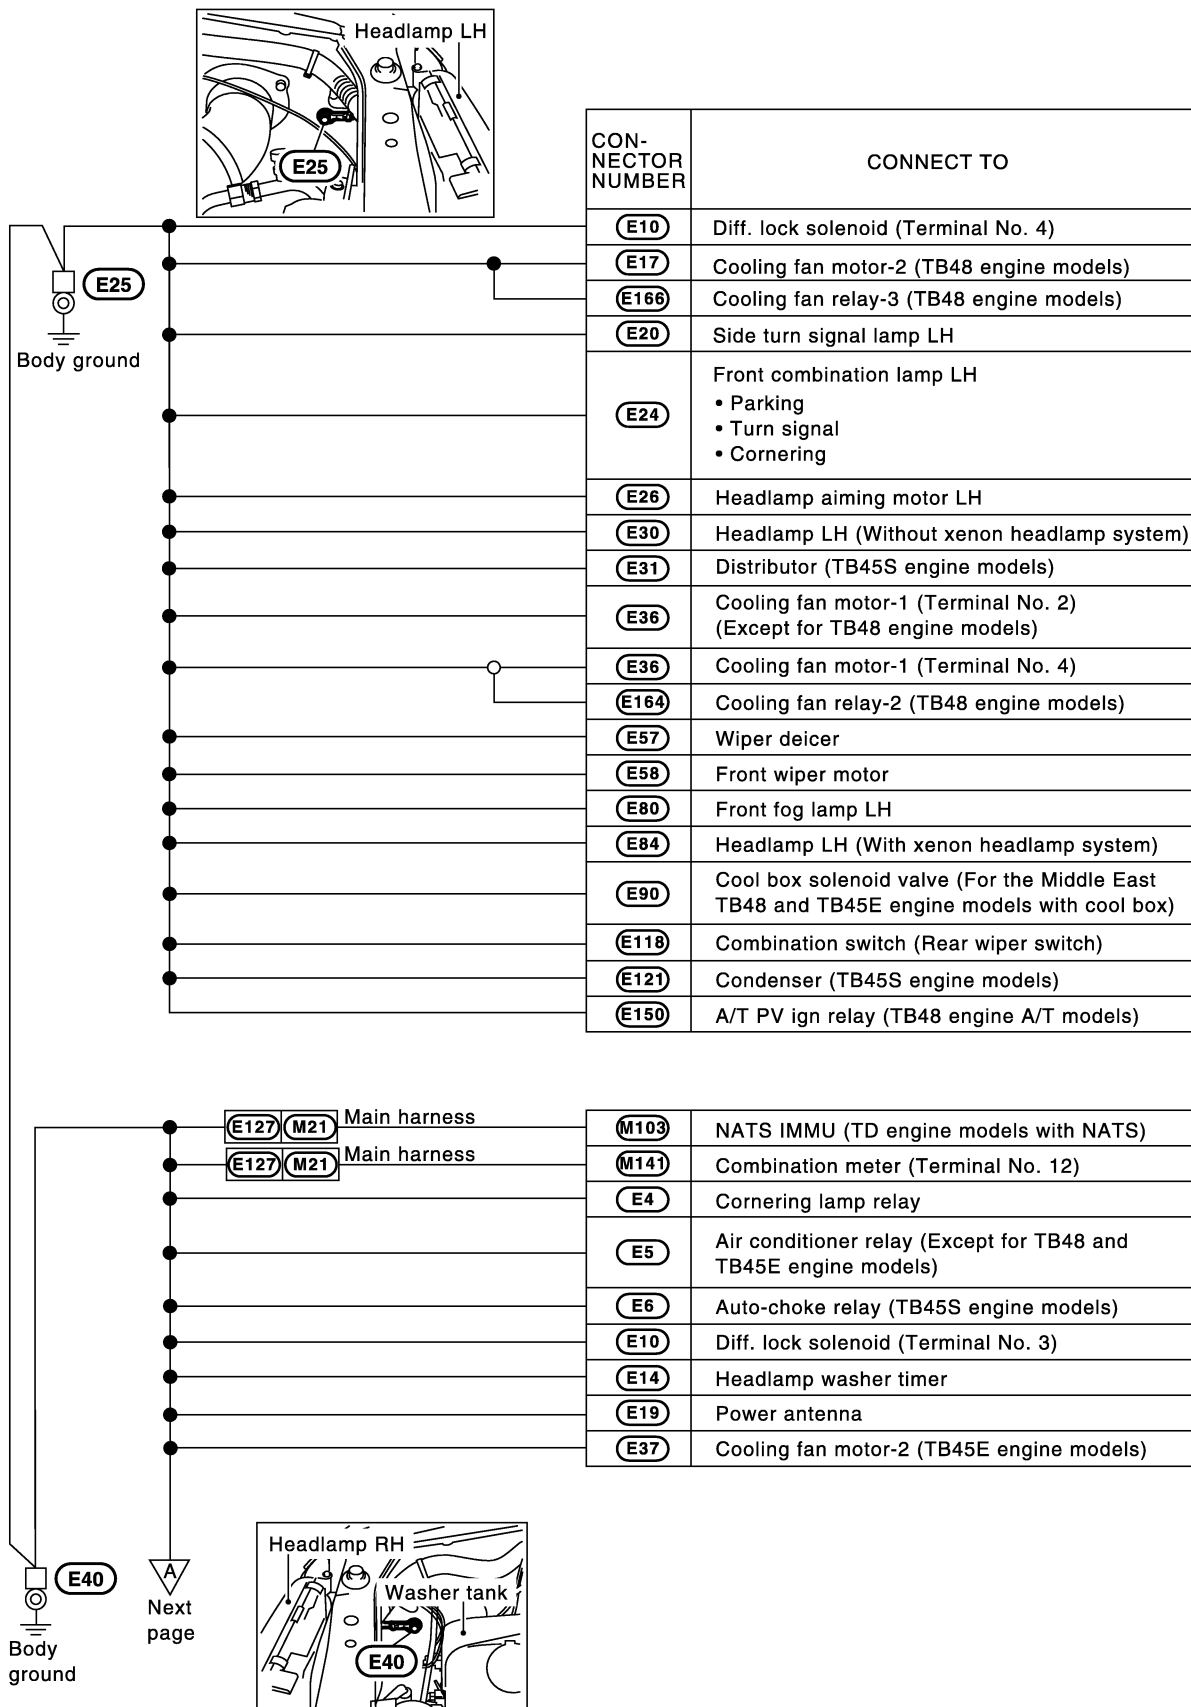 Headlamp LH
E25
CON-
NECTOR
NUMBER
CONNECT TO
E10 Diff. lock solenoid (Terminal No. 4)
E17 Cooling fan motor-2 (TB48 engine models)
E25
E166 Cooling fan relay-3 (TB48 engine models)
E20 Side turn signal lamp LH
Body ground
Front combination lamp LH
• Parking
E24
• Turn signal
• Cornering
E26 Headlamp aiming motor LH
E30 Headlamp LH (Without xenon headlamp system)
E31 Distributor (TB45S engine models)
E36 Cooling fan motor-1 (Terminal No. 2)
(Except for TB48 engine models)
E36 Cooling fan motor-1 (Terminal No. 4)
E164 Cooling fan relay-2 (TB48 engine models)
E57 Wiper deicer
E58 Front wiper motor
E80 Front fog lamp LH
E84 Headlamp LH (With xenon headlamp system)
E90 Cool box solenoid valve (For the Middle East
TB48 and TB45E engine models with cool box)
E118 Combination switch (Rear wiper switch)
E121 Condenser (TB45S engine models)
E150 A/T PV ign relay (TB48 engine A/T models)
E127 M21 Main harness M103 NATS IMMU (TD engine models with NATS)
E127 M21 Main harness M141 Combination meter (Terminal No. 12)
E4 Cornering lamp relay
E5 Air conditioner relay (Except for TB48 and
TB45E engine models)
E6 Auto-choke relay (TB45S engine models)
E10 Diff. lock solenoid (Terminal No. 3)
E14 Headlamp washer timer
E19 Power antenna
E37 Cooling fan motor-2 (TB45E engine models)
Headlamp RH
E40
A
Washer tank
Next
page
Body
ground
E40